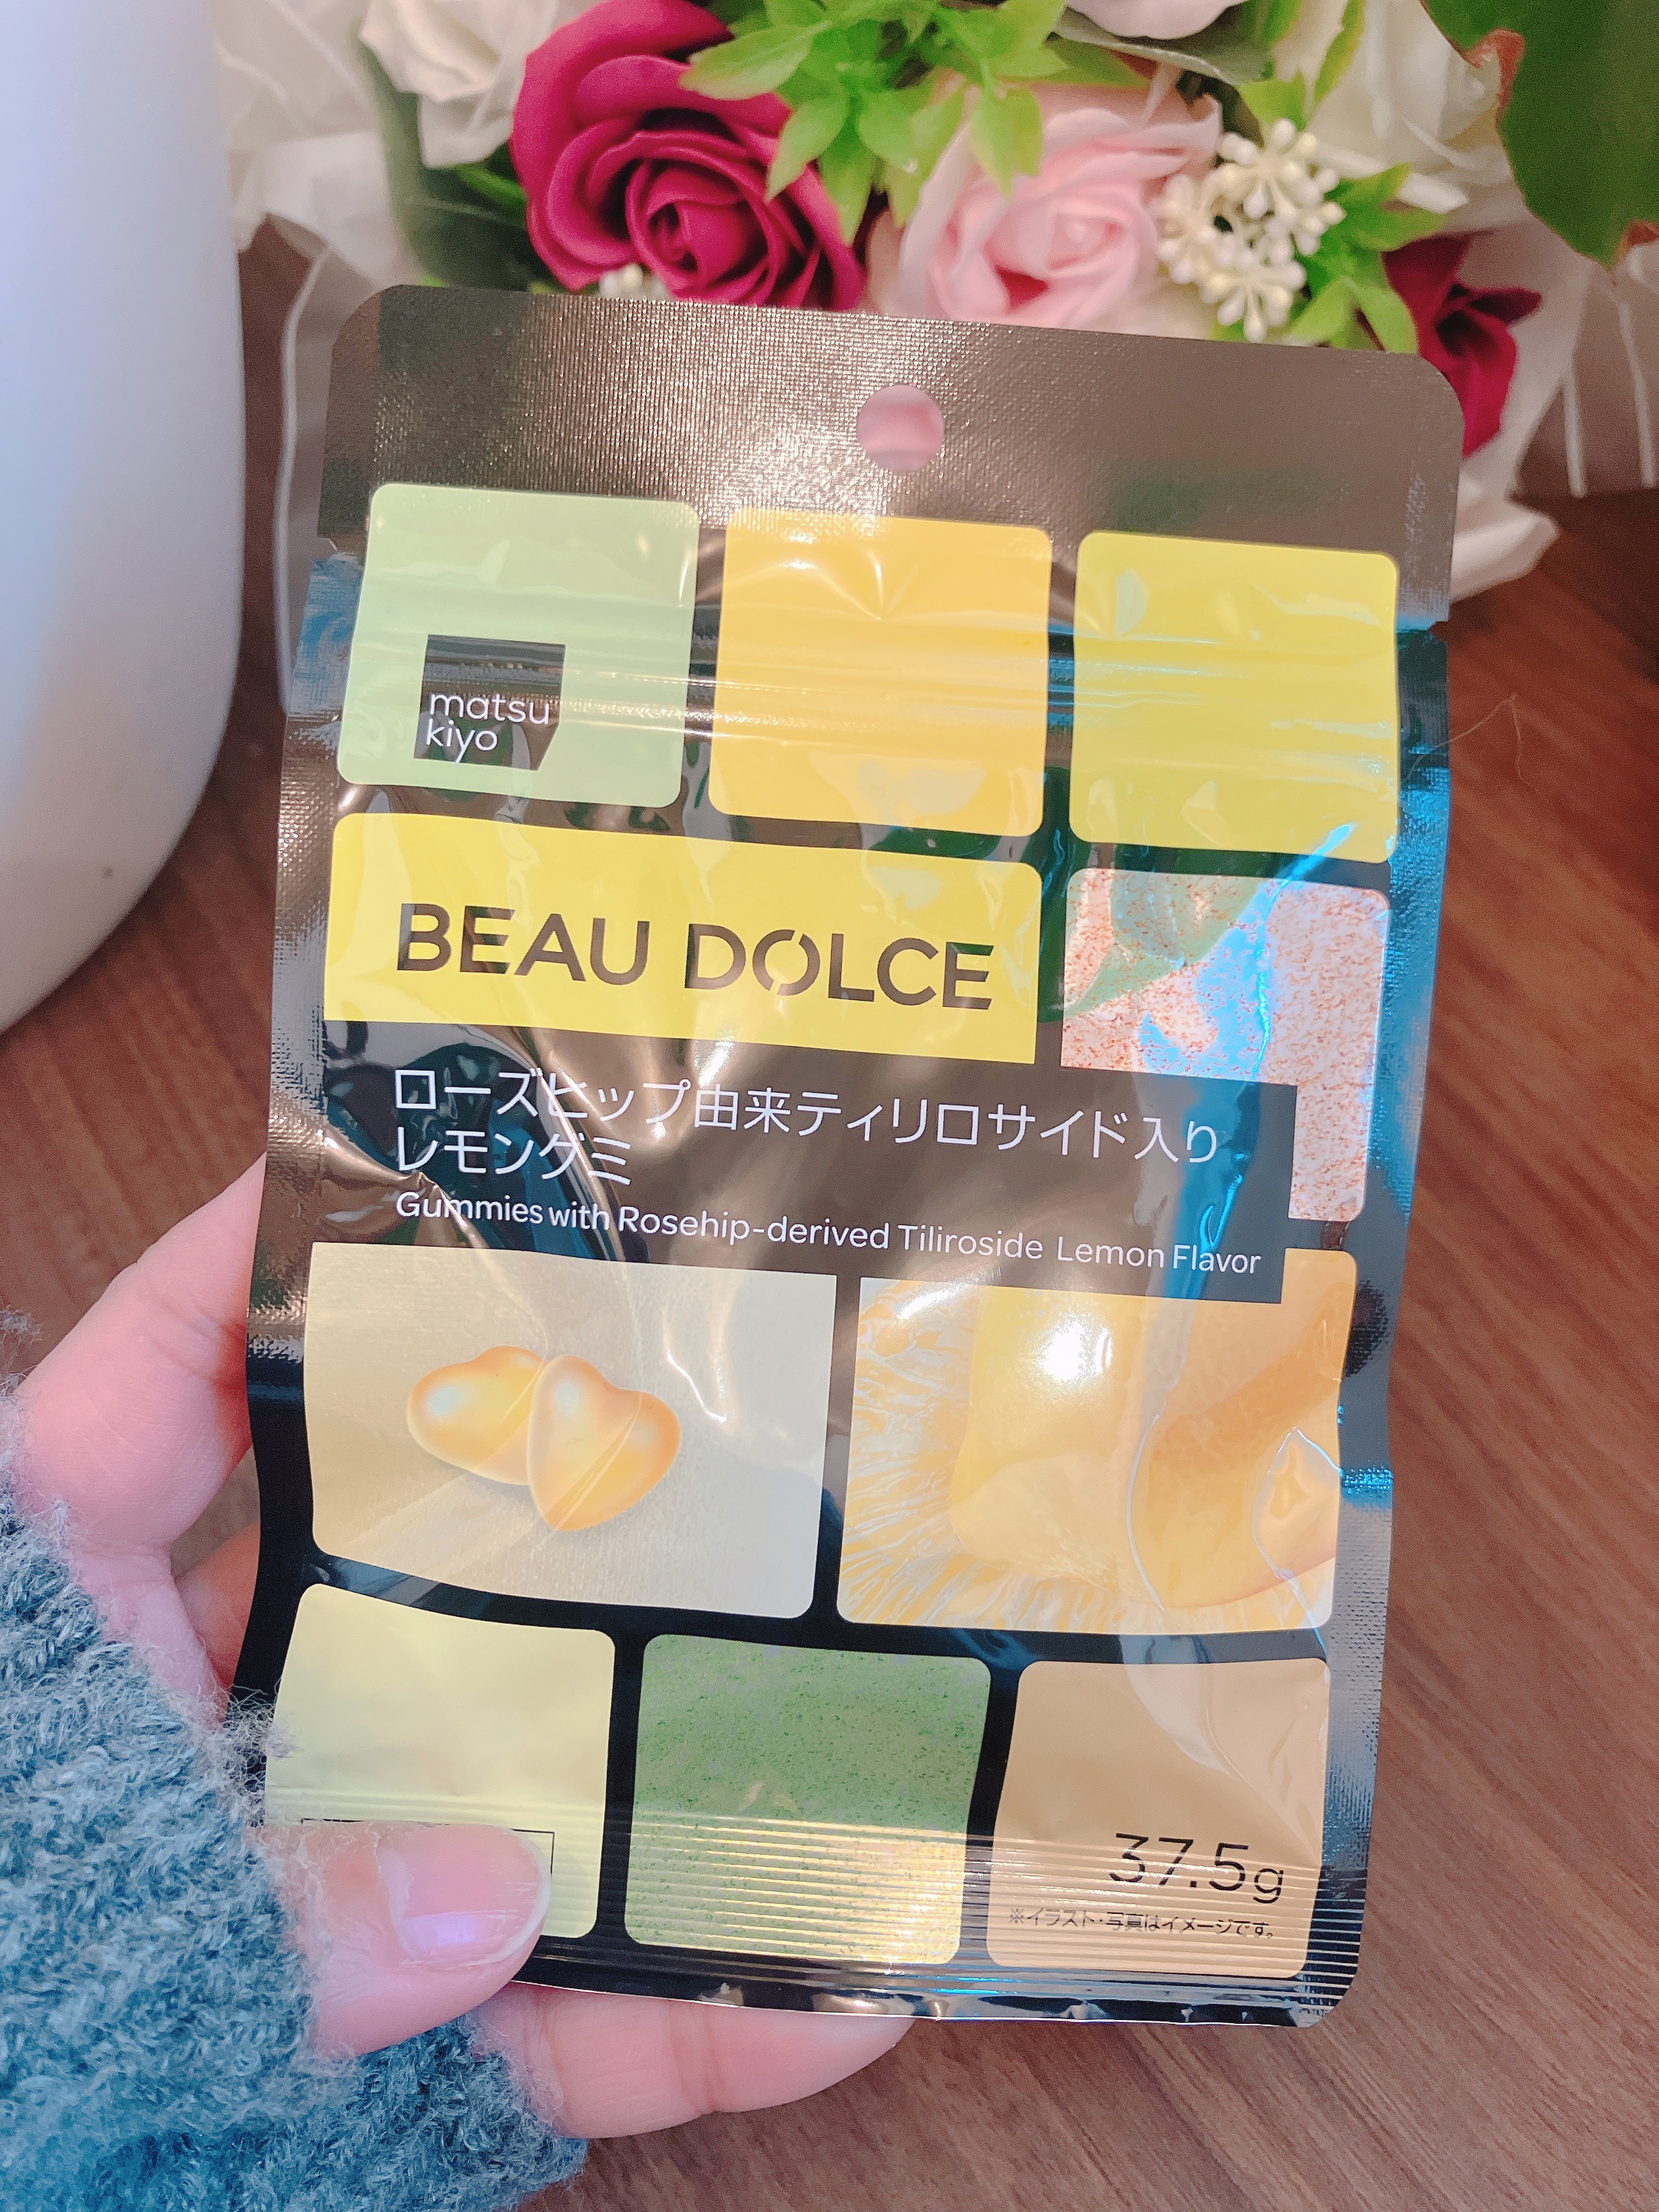 matsu
kiyo
BEAU DOLCE
ローズヒップ由来ティリロサイド入り
レモングミ
Gummies with Rosehip-derived Tiliroside Lemon Flavor
37.5g
※イラスト・写真はイメージです。